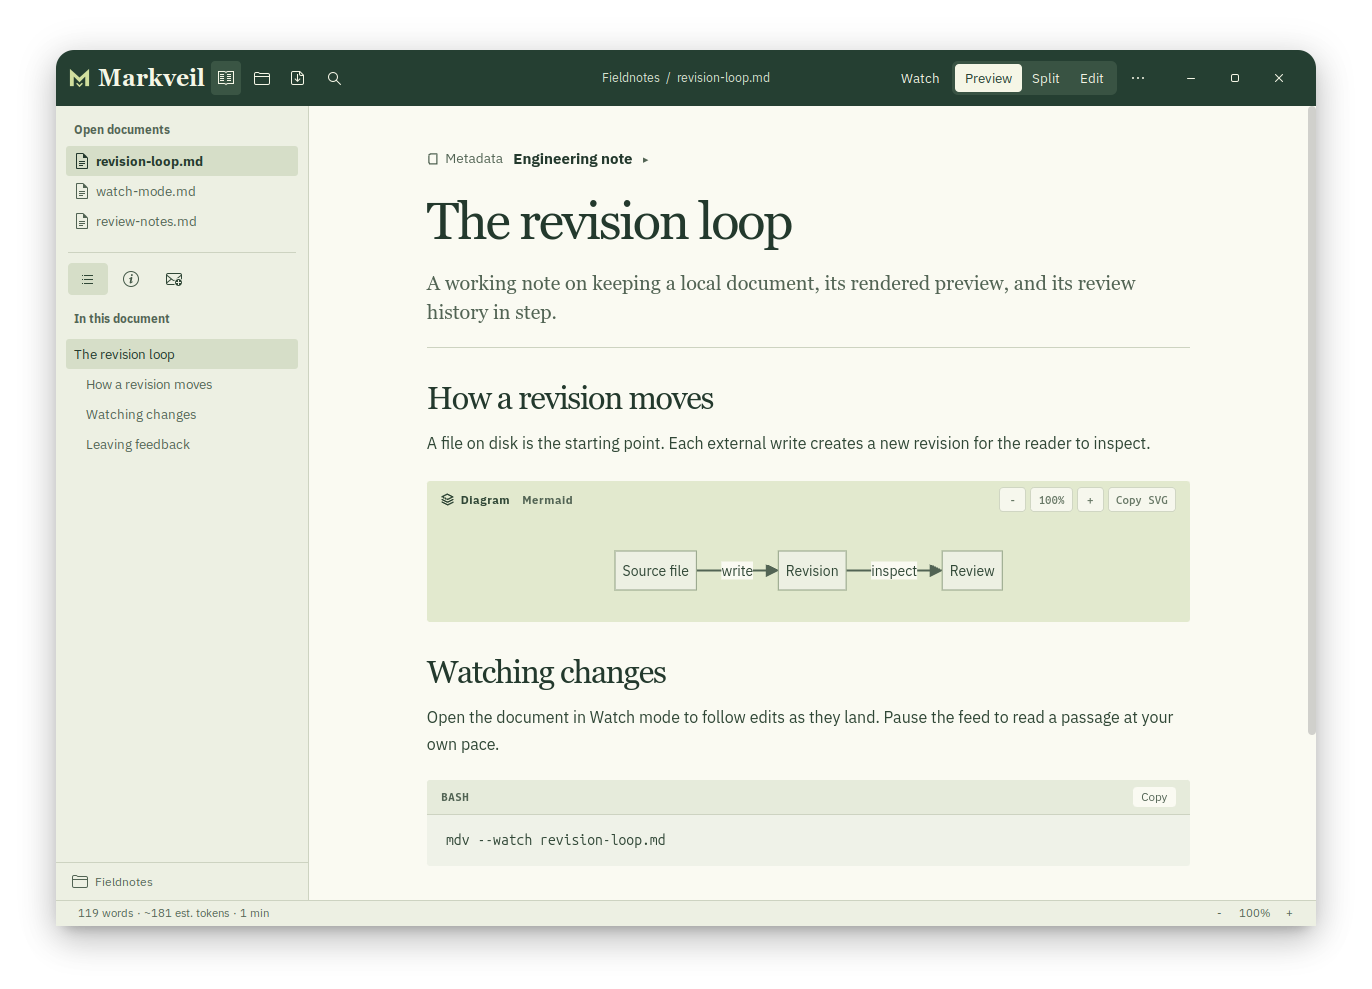 Markveil
Fieldnotes / revision-loop.md
Watch
Preview
Split
Edit
Open documents
revision-loop.md
watch-mode.md
review-notes.md
In this document
The revision loop
How a revision moves
Watching changes
Leaving feedback
Fieldnotes
Metadata Engineering note
The revision loop
A working note on keeping a local document, its rendered preview, and its review
history in step.
How a revision moves
A file on disk is the starting point. Each external write creates a new revision for the reader to inspect.
Diagram Mermaid
- 100% + Copy SVG
Source file write Revision inspect Review
Watching changes
Open the document in Watch mode to follow edits as they land. Pause the feed to read a passage at your
own pace.
BASH
Copy
mdv --watch revision-loop.md
119 words · ~181 est. tokens · 1 min
- 100% +